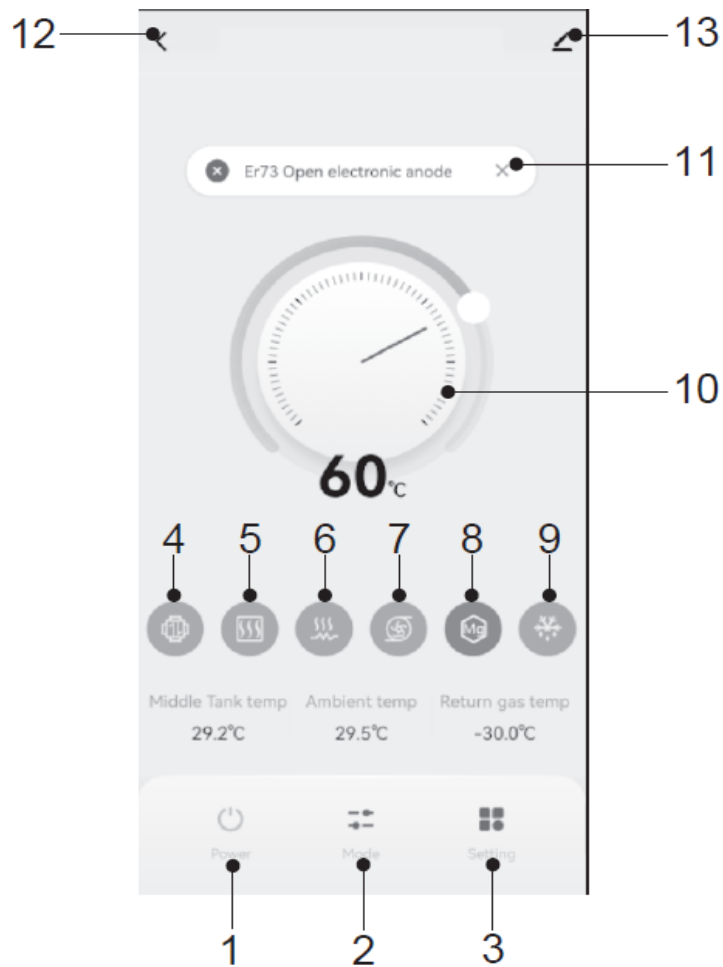 12
13
Er73 Open electronic anode
11
10
60°C
4 5 6 7 8 9
Mg
Middle Tank temp Ambient temp Return gas temp
29.2°C 29.5°C -30.0°C
Power Mode Setting
1 2 3